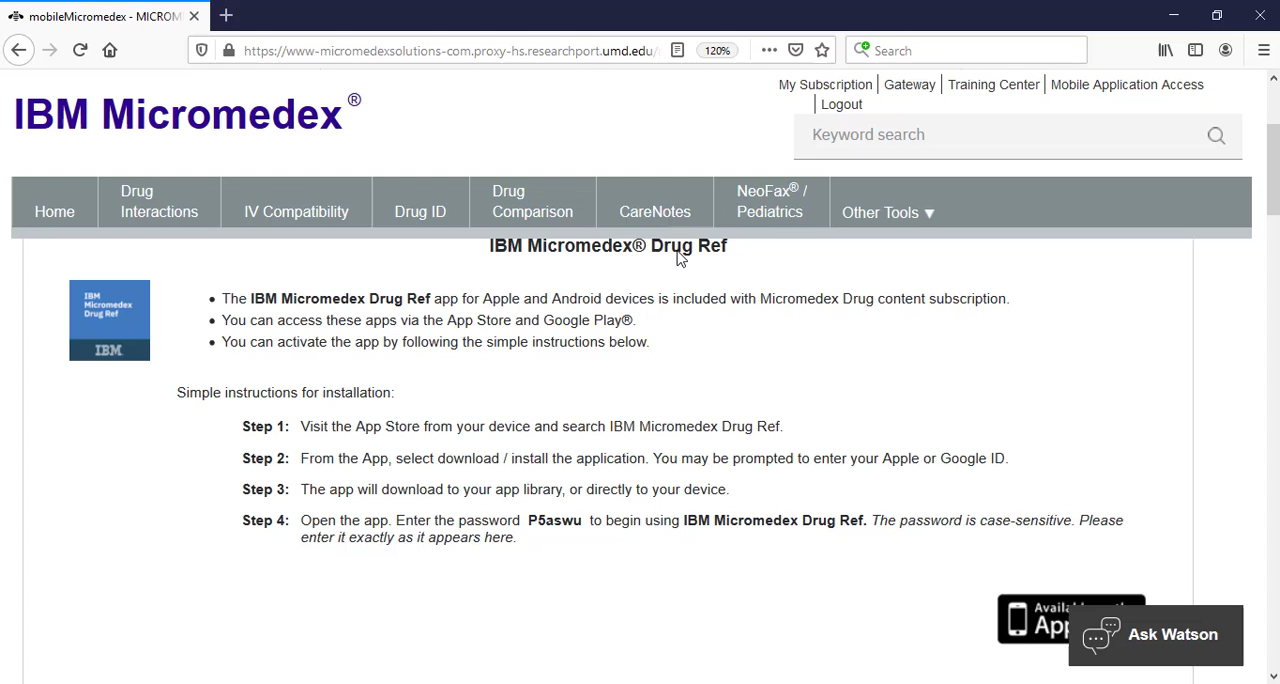 mobileMicromedex - MICROM
https://www-micromedexsolutions-com.proxy-hs.researchport.umd.edu/
120%
Search
IBM Micromedex ®
My Subscription | Gateway | Training Center | Mobile Application Access
| Logout
Keyword search
Home
Drug
Interactions
IV Compatibility
Drug ID
Drug
Comparison
CareNotes
NeoFax® /
Pediatrics
Other Tools ▼
IBM Micromedex® Drug Ref
IBM
Micromedex
Drug Ref
IBM
• The IBM Micromedex Drug Ref app for Apple and Android devices is included with Micromedex Drug content subscription.
• You can access these apps via the App Store and Google Play®.
• You can activate the app by following the simple instructions below.
Simple instructions for installation:
Step 1: Visit the App Store from your device and search IBM Micromedex Drug Ref.
Step 2: From the App, select download / install the application. You may be prompted to enter your Apple or Google ID.
Step 3: The app will download to your app library, or directly to your device.
Step 4: Open the app. Enter the password P5aswu to begin using IBM Micromedex Drug Ref. The password is case-sensitive. Please
enter it exactly as it appears here.
Ask Watson